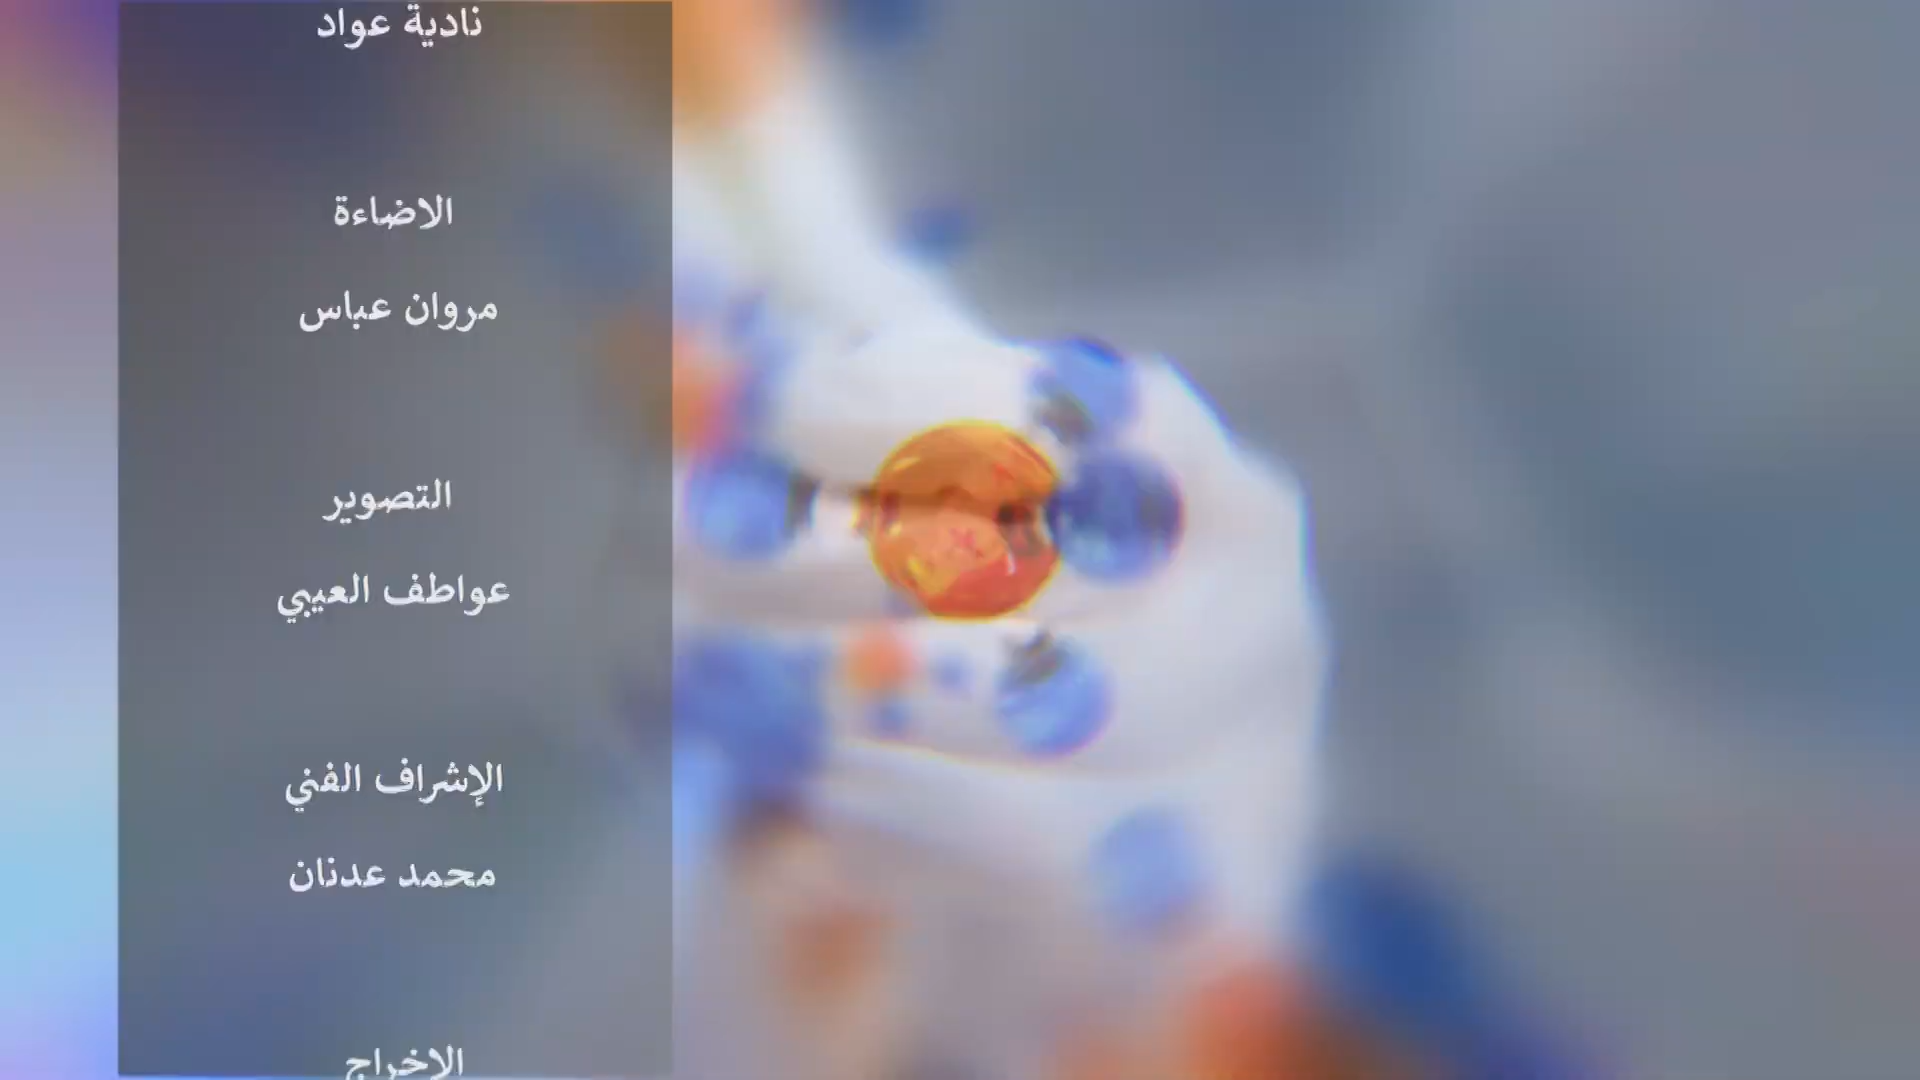 نادية عواد
الاضاءة
مروان عباس
التصوير
عواطف العيبي
الإشراف الفني
محمد عدنان
الاخراج